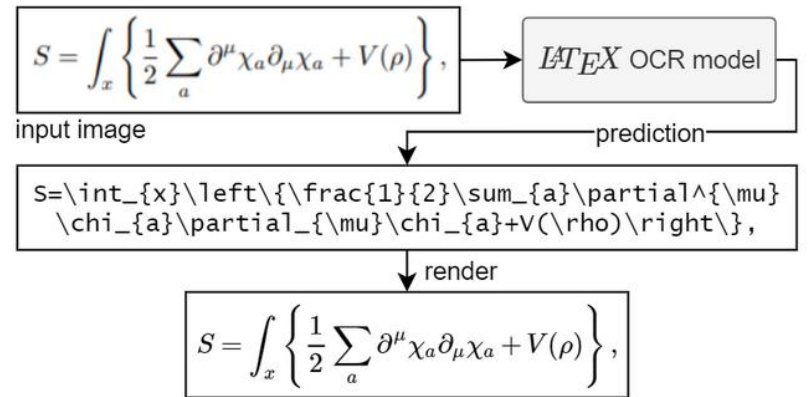 S = ∫_x { 1/2 ∑_a ∂^μ χ_a ∂_μ χ_a + V(ρ) } ,
LATEX OCR model
input image
prediction
S=\int_{x}\left\{\frac{1}{2}\sum_{a}\partial^{\mu}
\chi_{a}\partial_{\mu}\chi_{a}+V(\rho)\right\},
render
S = ∫_x { 1/2 ∑_a ∂^μ χ_a ∂_μ χ_a + V(ρ) } ,